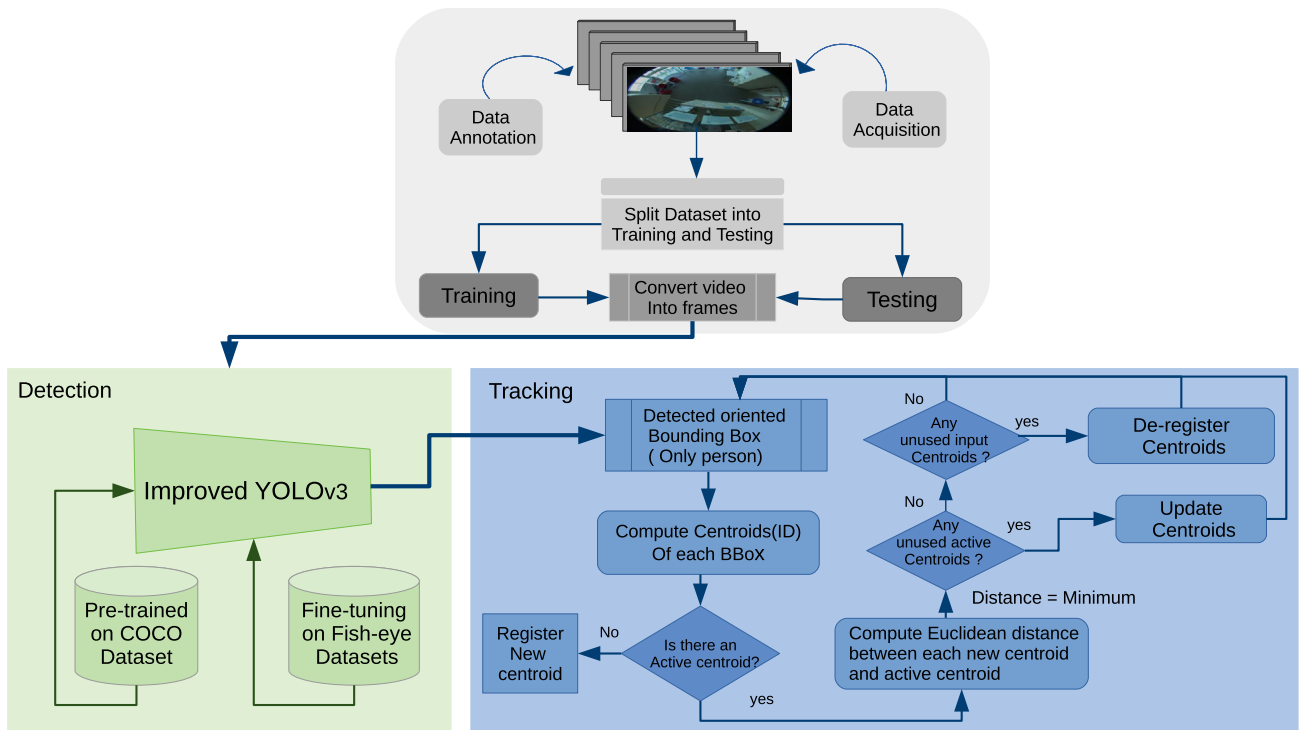 Data
Annotation
Data
Acquisition
Split Dataset into
Training and Testing
Training
Convert video
Into frames
Testing
Detection
Improved YOLOv3
Pre-trained
on COCO
Dataset
Fine-tuning
on Fish-eye
Datasets
Tracking
Detected oriented
Bounding Box
( Only person)
Compute Centroids(ID)
Of each BBox
Is there an
Active centroid?
No
Register
New
centroid
yes
Compute Euclidean distance
between each new centroid
and active centroid
Distance = Minimum
Any
unused active
Centroids ?
yes
Update
Centroids
No
Any
unused input
Centroids ?
yes
De-register
Centroids
No